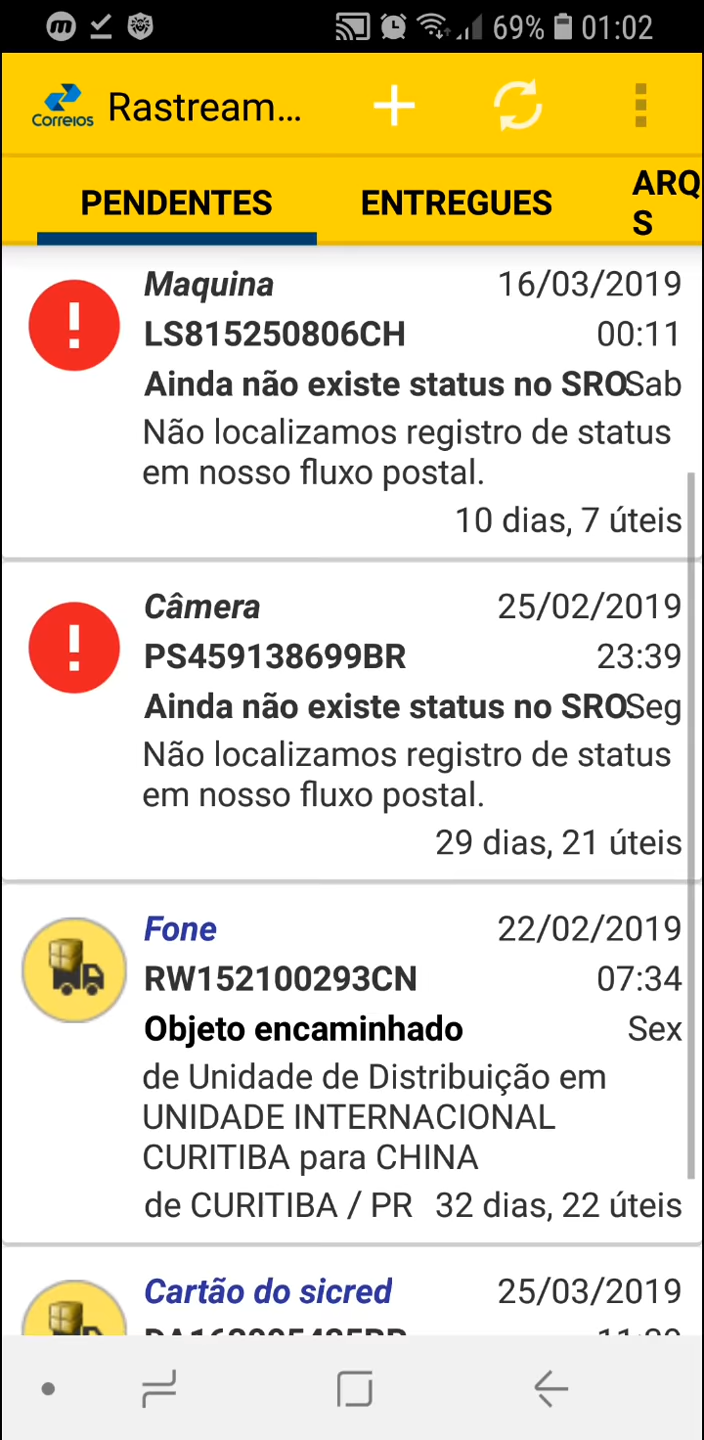 69% 01:02
Correios Rastream...
PENDENTES ENTREGUES ARQ
S
Maquina 16/03/2019
LS815250806CH 00:11
Ainda não existe status no SRO. Sab
Não localizamos registro de status
em nosso fluxo postal.
10 dias, 7 úteis
Câmera 25/02/2019
PS459138699BR 23:39
Ainda não existe status no SRO. Seg
Não localizamos registro de status
em nosso fluxo postal.
29 dias, 21 úteis
Fone 22/02/2019
RW152100293CN 07:34
Objeto encaminhado Sex
de Unidade de Distribuição em
UNIDADE INTERNACIONAL
CURITIBA para CHINA
de CURITIBA / PR 32 dias, 22 úteis
Cartão do sicred 25/03/2019